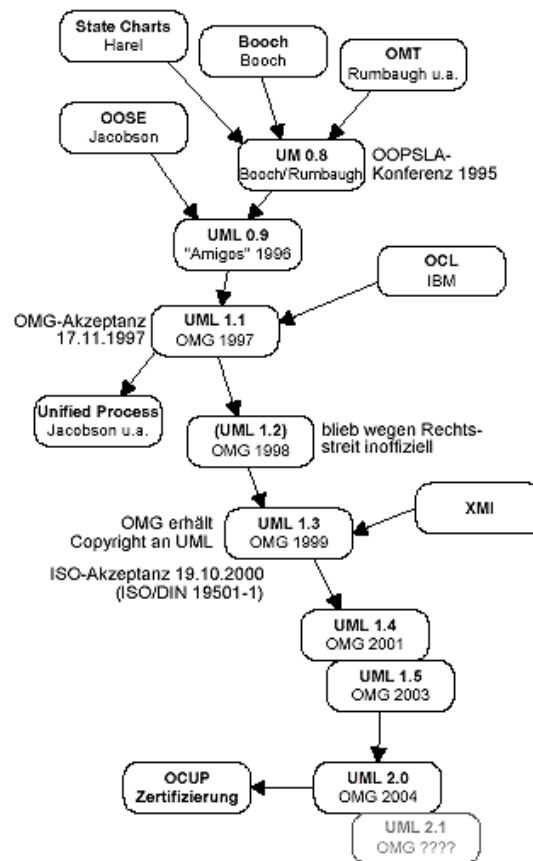 State Charts
Harel
Booch
Booch
OMT
Rumbaugh u.a.
OOSE
Jacobson
UM 0.8
Booch/Rumbaugh
OOPSLA-
Konferenz 1995
UML 0.9
"Amigos" 1996
OCL
IBM
OMG-Akzeptanz
17.11.1997
UML 1.1
OMG 1997
Unified Process
Jacobson u.a.
(UML 1.2)
OMG 1998
blieb wegen Rechts-
streit inoffiziell
XMI
OMG erhält
Copyright an UML
UML 1.3
OMG 1999
ISO-Akzeptanz 19.10.2000
(ISO/DIN 19501-1)
UML 1.4
OMG 2001
UML 1.5
OMG 2003
OCUP
Zertifizierung
UML 2.0
OMG 2004
UML 2.1
OMG ????